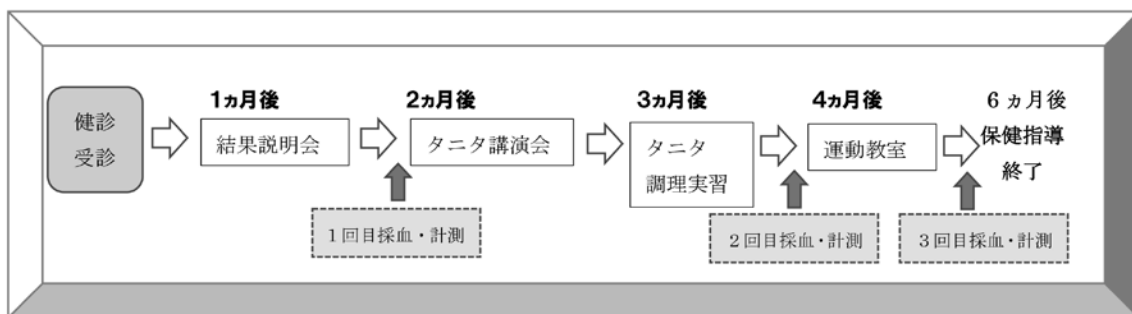 健診
受診
1ヵ月後
結果説明会
2ヵ月後
タニタ講演会
3ヵ月後
タニタ
調理実習
4ヵ月後
運動教室
6ヵ月後
保健指導
終了
1回目採血・計測
2回目採血・計測
3回目採血・計測